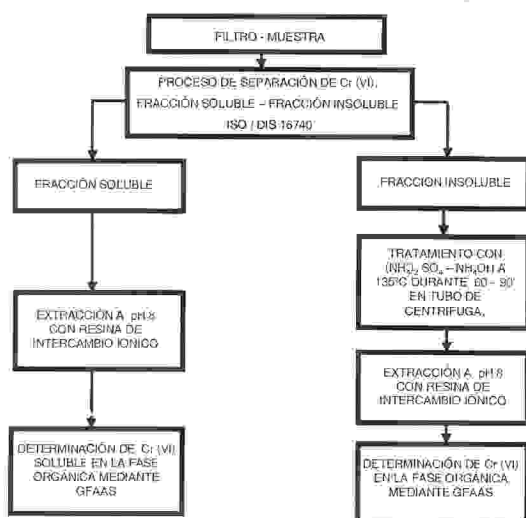 FILTRO - MUESTRA
PROCESO DE SEPARACIÓN DE Cr (VI).
FRACCIÓN SOLUBLE – FRACCIÓN INSOLUBLE
ISO / DIS 16740
FRACCIÓN SOLUBLE
EXTRACCIÓN A pH 8
CON RESINA DE
INTERCAMBIO IONICO
DETERMINACIÓN DE Cr (VI)
SOLUBLE EN LA FASE
ORGÁNICA MEDIANTE
GFAAS
FRACCION INSOLUBLE
TRATAMIENTO CON
(NH₄)₂ SO₄ – NH₄OH A
135°C DURANTE 60 – 90'
EN TUBO DE
CENTRIFUGA.
EXTRACCIÓN A pH 8
CON RESINA DE
INTERCAMBIO IÓNICO
DETERMINACIÓN DE Cr (VI)
EN LA FASE ORGÁNICA
MEDIANTE GFAAS